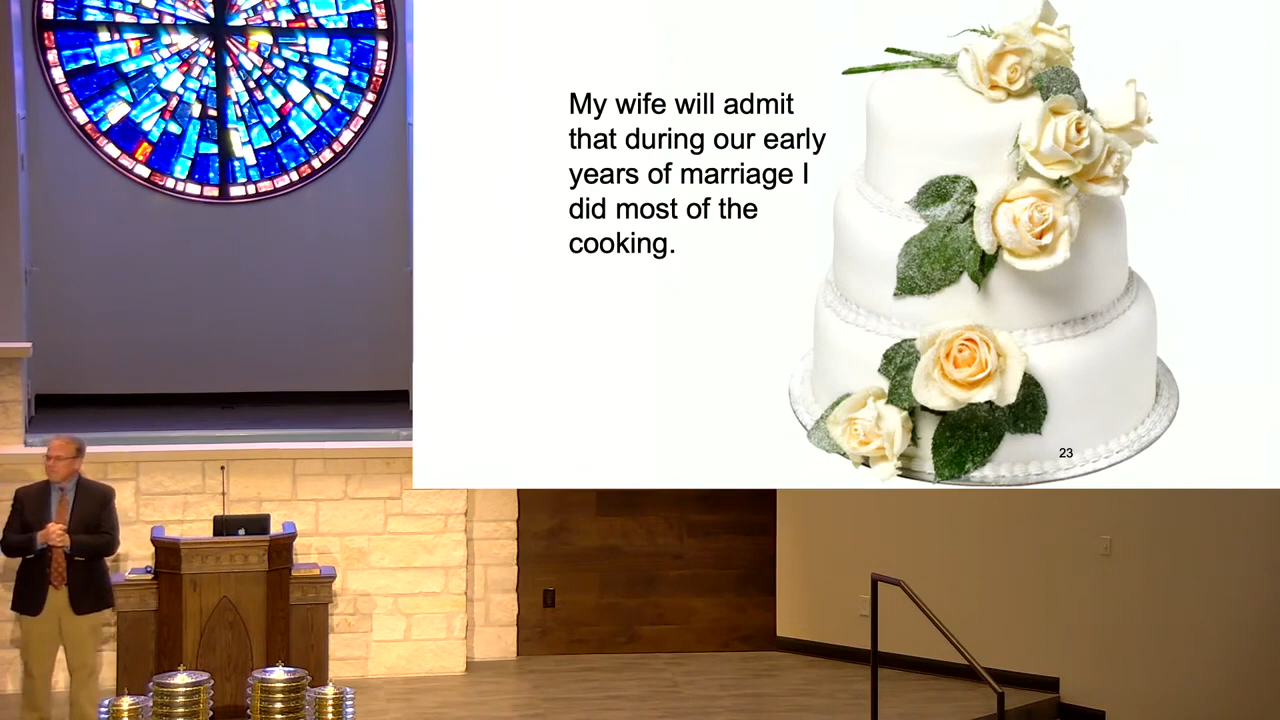 My wife will admit
that during our early
years of marriage I
did most of the
cooking.
23